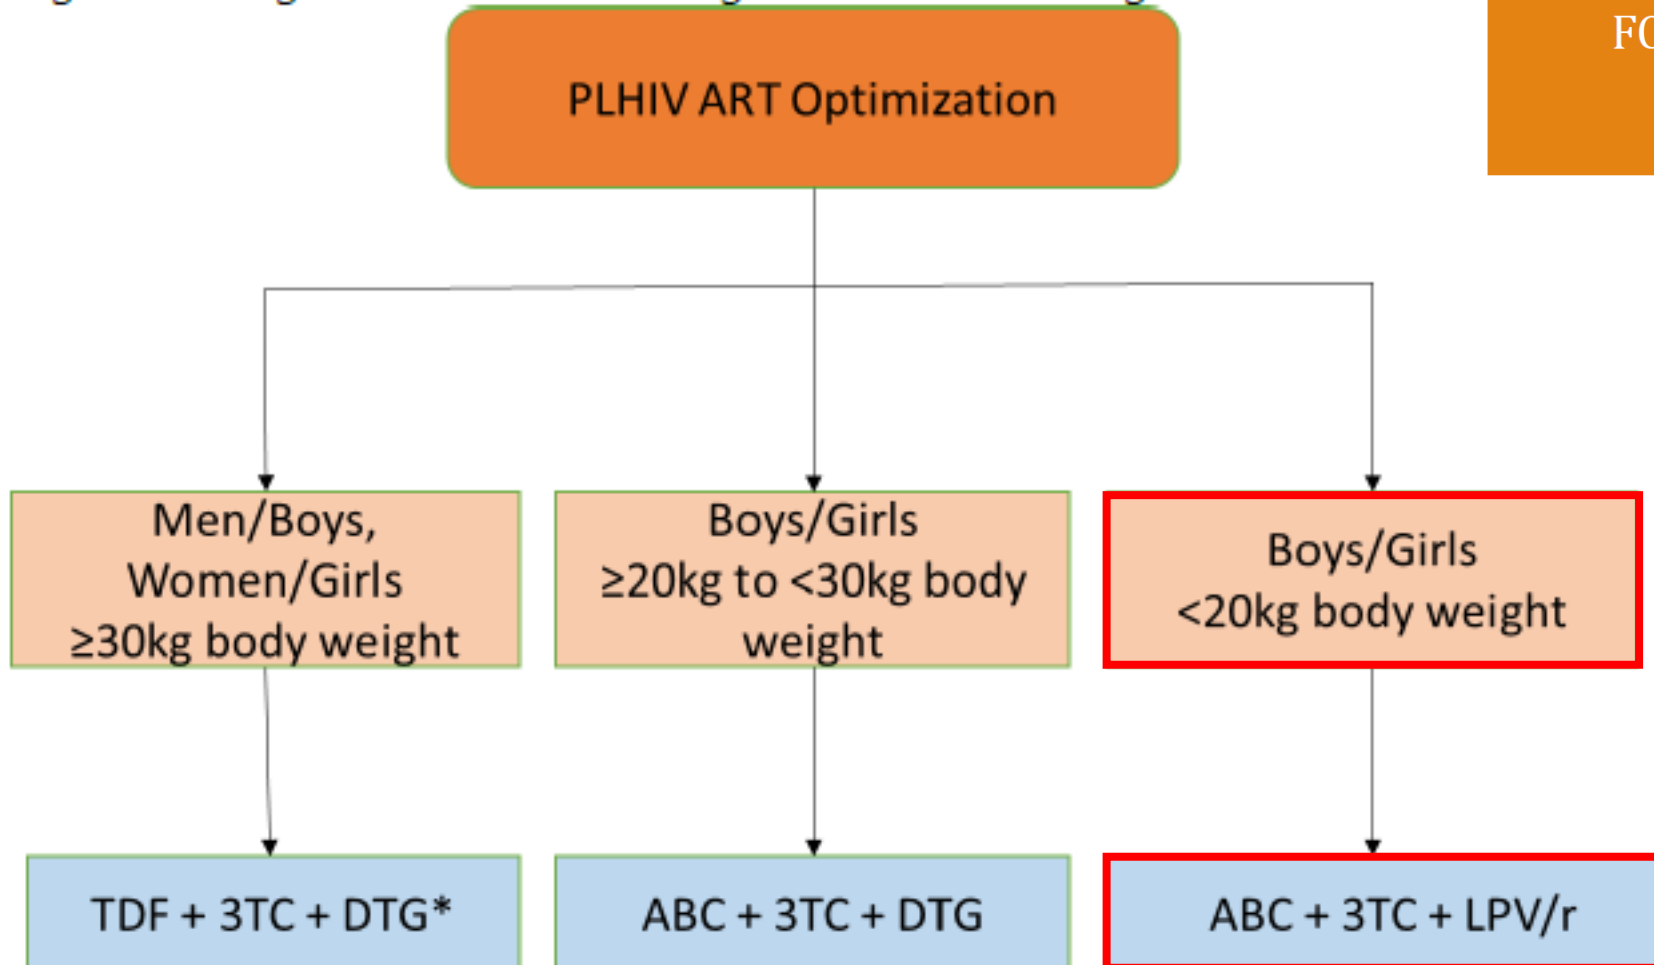 FO
PLHIV ART Optimization
Men/Boys,
Women/Girls
≥30kg body weight
Boys/Girls
≥20kg to <30kg body
weight
Boys/Girls
<20kg body weight
TDF + 3TC + DTG*
ABC + 3TC + DTG
ABC + 3TC + LPV/r